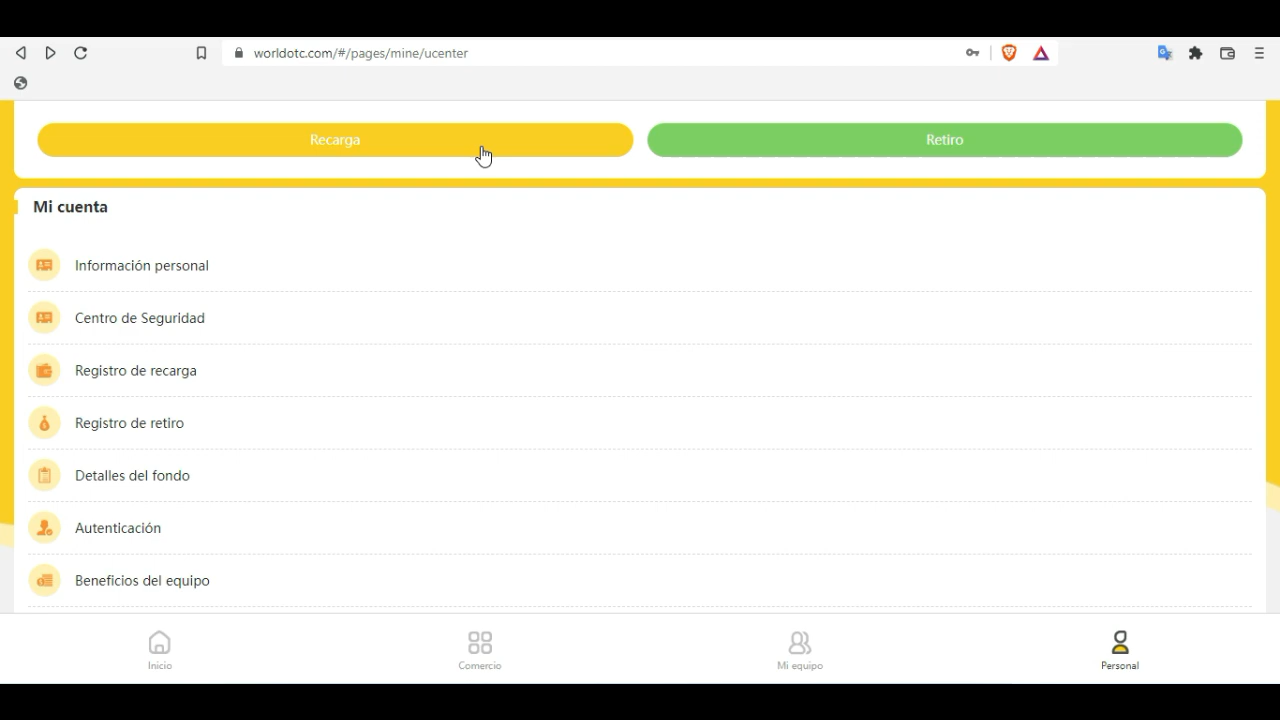 worldotc.com/#/pages/mine/ucenter
Recarga
Retiro
Mi cuenta
Información personal
Centro de Seguridad
Registro de recarga
Registro de retiro
Detalles del fondo
Autenticación
Beneficios del equipo
Inicio
Comercio
Mi equipo
Personal